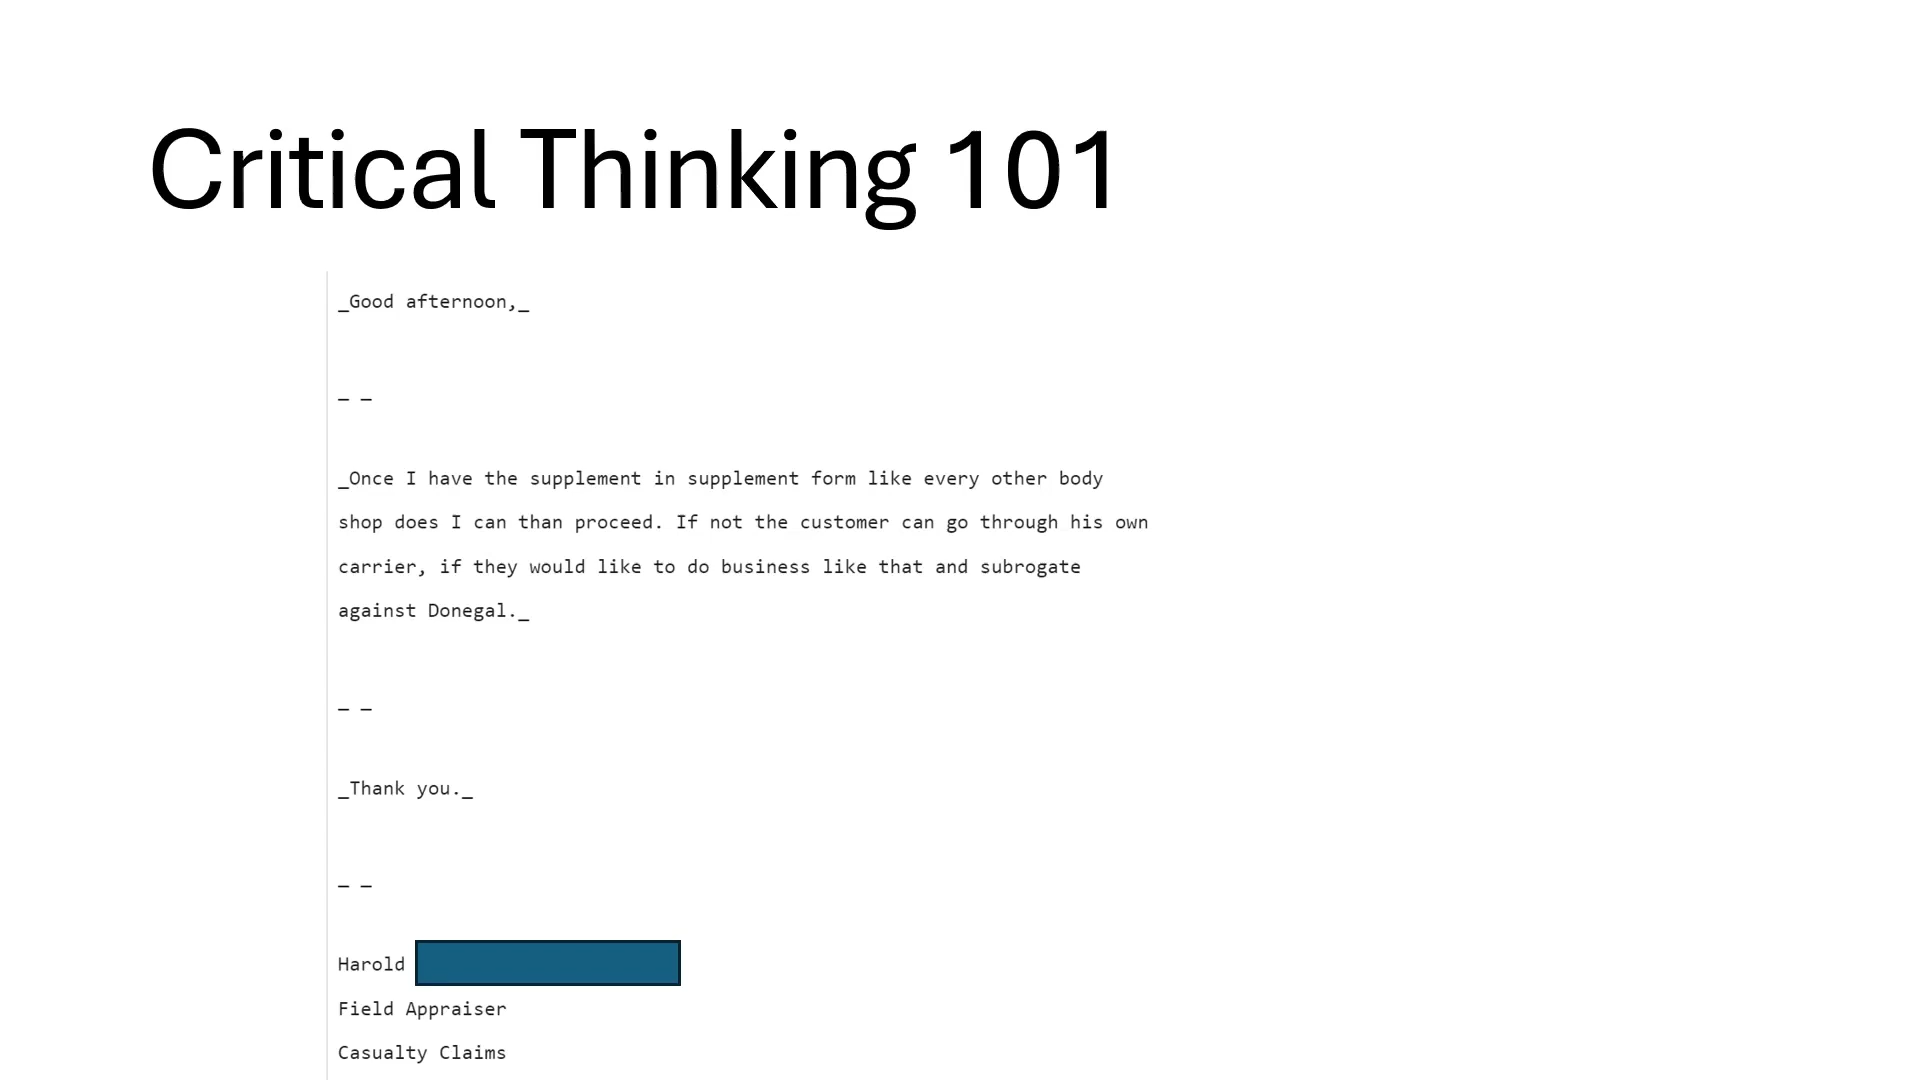 Critical Thinking 101
_Good afternoon,_
_ _
_Once I have the supplement in supplement form like every other body
shop does I can than proceed. If not the customer can go through his own
carrier, if they would like to do business like that and subrogate
against Donegal._
_ _
_Thank you._
_ _
Harold
Field Appraiser
Casualty Claims